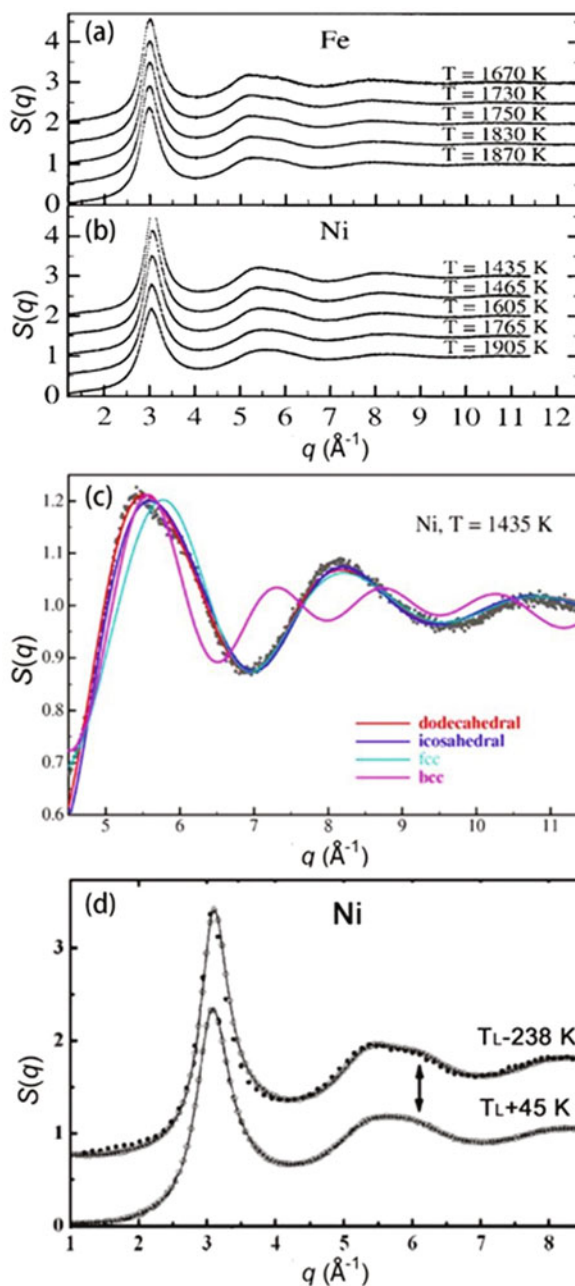 (a)
Fe
4
3
2
1
0
S(q)
T = 1670 K
T = 1730 K
T = 1750 K
T = 1830 K
T = 1870 K
(b)
Ni
4
3
2
1
0
S(q)
T = 1435 K
T = 1465 K
T = 1605 K
T = 1765 K
T = 1905 K
2 3 4 5 6 7 8 9 10 11 12
q (Å⁻¹)
(c)
Ni, T = 1435 K
1.2
1.1
1.0
0.9
0.8
0.7
0.6
S(q)
dodecahedral
icosahedral
fcc
bcc
5 6 7 8 9 10 11
q (Å⁻¹)
(d)
Ni
3
2
1
0
S(q)
TL-238 K
TL+45 K
1 2 3 4 5 6 7 8
q (Å⁻¹)